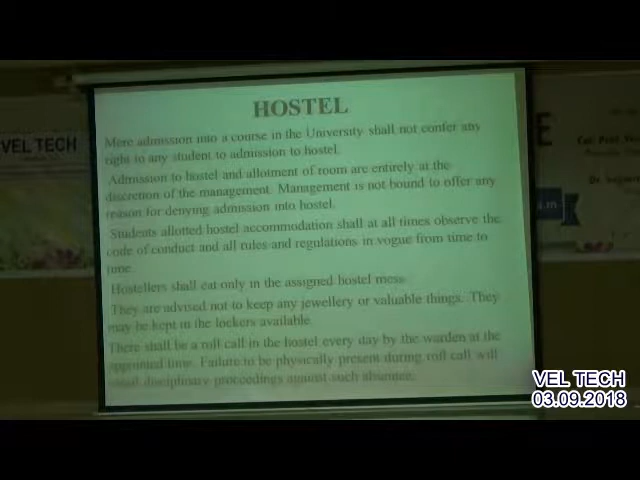 HOSTEL
Mere admission into a course in the University shall not confer any
right to any student to admission to hostel.
Admission to hostel and allotment of room are entirely at the
discretion of the management. Management is not bound to offer any
reason for denying admission into hostel.
Students allotted hostel accommodation shall at all times observe the
code of conduct and all rules and regulations in vogue from time to
time.
Hostellers shall eat only in the assigned hostel mess.
They are advised not to keep any jewellery or valuable things. They
may be kept in the lockers available.
There shall be a roll call in the hostel every day by the warden at the
appointed time. Failure to be physically present during roll call will
entail disciplinary proceedings against such absentee.
VEL TECH
E
VEL TECH
03.09.2018